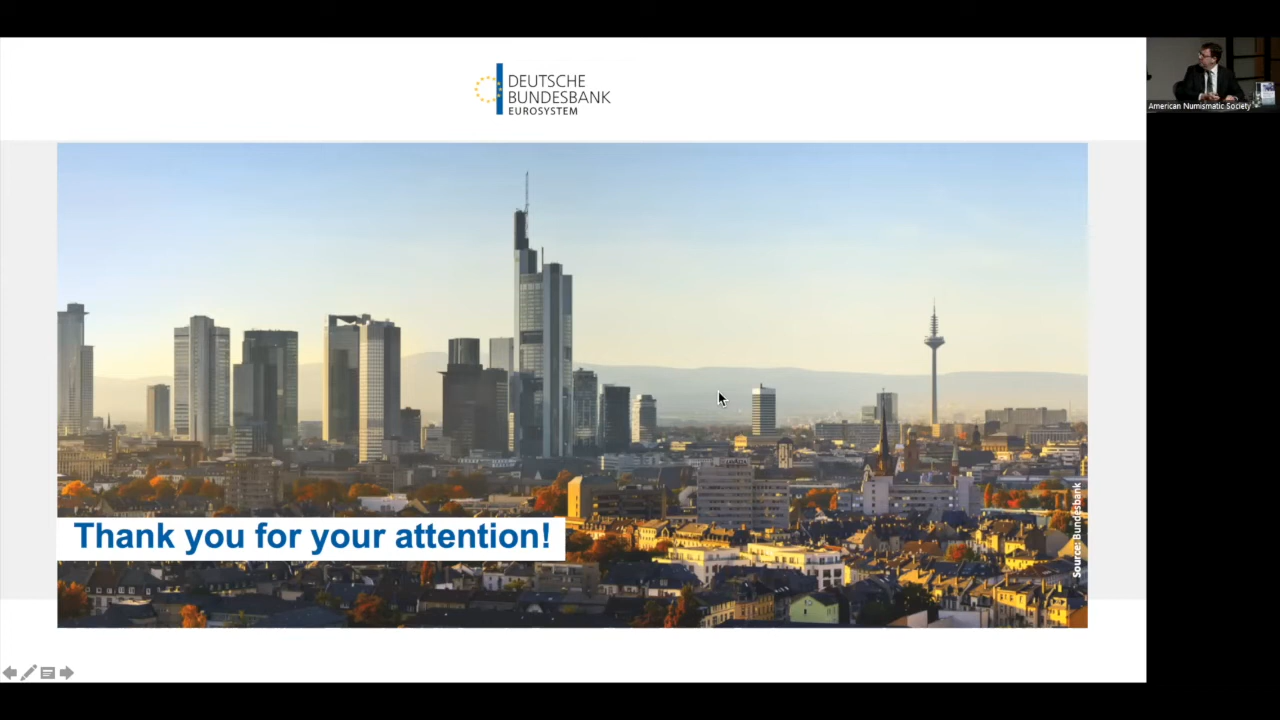 DEUTSCHE
BUNDESBANK
EUROSYSTEM
American Numismatic Society
Thank you for your attention!
Source: Bundesbank